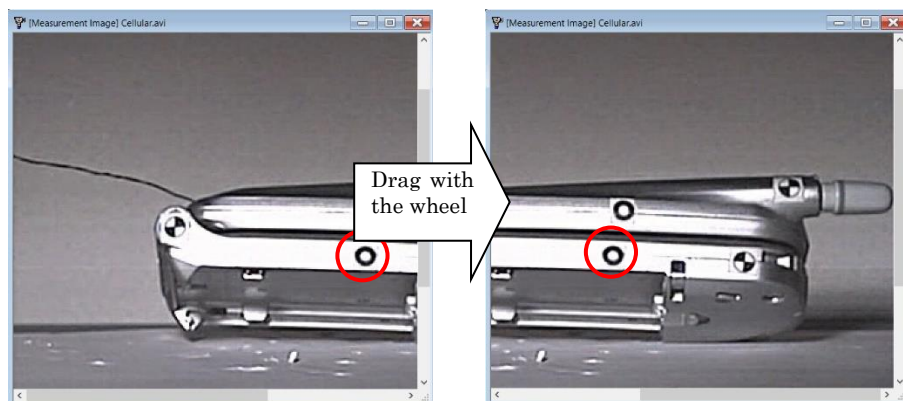 [Measurement Image] Cellular.avi
[Measurement Image] Cellular.avi
Drag with
the wheel